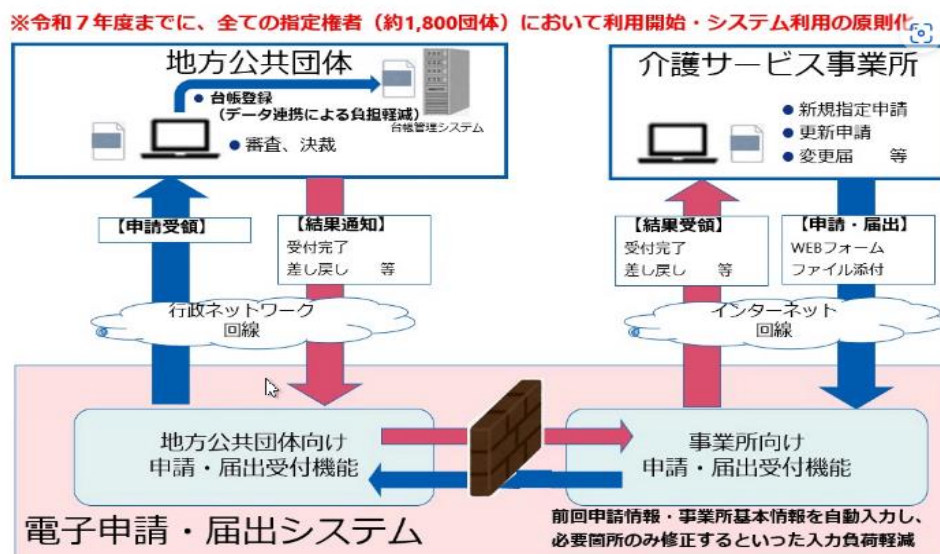 ※令和７年度までに、全ての指定権者（約1,800団体）において利用開始・システム利用の原則化
地方公共団体
● 台帳登録
（データ連携による負担軽減）
台帳管理システム
● 審査、決裁
介護サービス事業所
● 新規指定申請
● 更新申請
● 変更届　等
【申請受領】
【結果通知】
受付完了
差し戻し　等
【結果受領】
受付完了
差し戻し　等
【申請・届出】
WEBフォーム
ファイル添付
行政ネットワーク
回線
インターネット
回線
地方公共団体向け
申請・届出受付機能
事業所向け
申請・届出受付機能
電子申請・届出システム
前回申請情報・事業所基本情報を自動入力し、
必要箇所のみ修正するといった入力負荷軽減